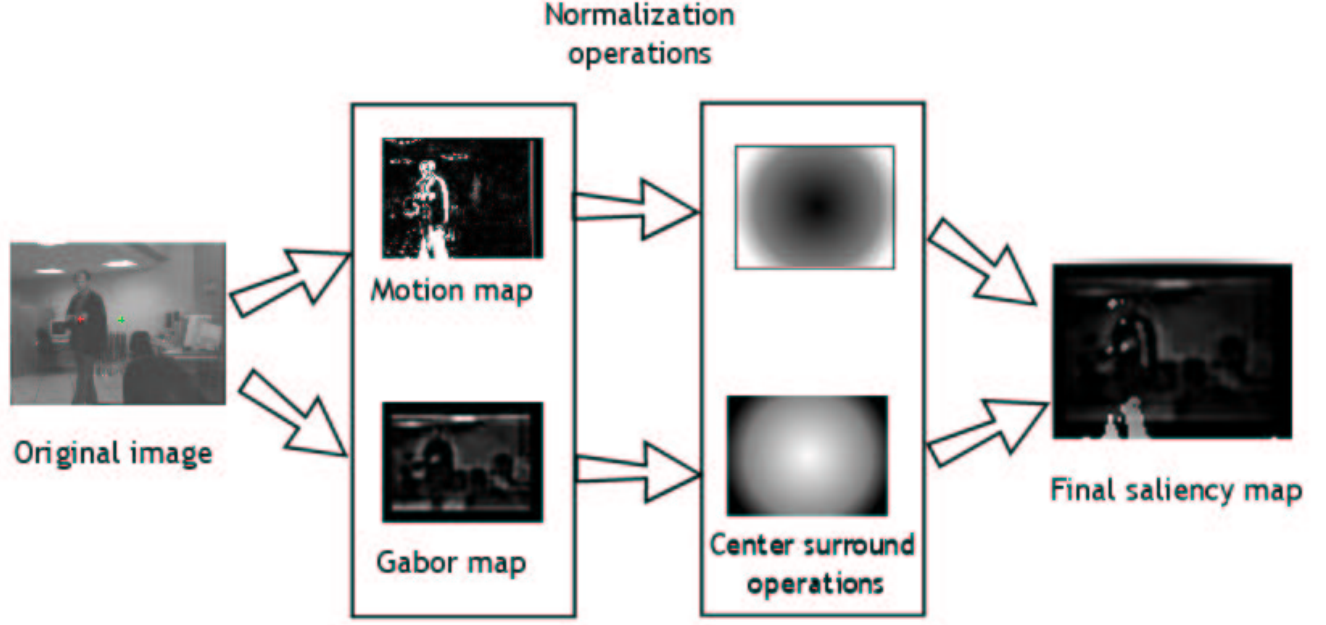 Normalization
operations
Motion map
Original image
Gabor map
Center surround
operations
Final saliency map